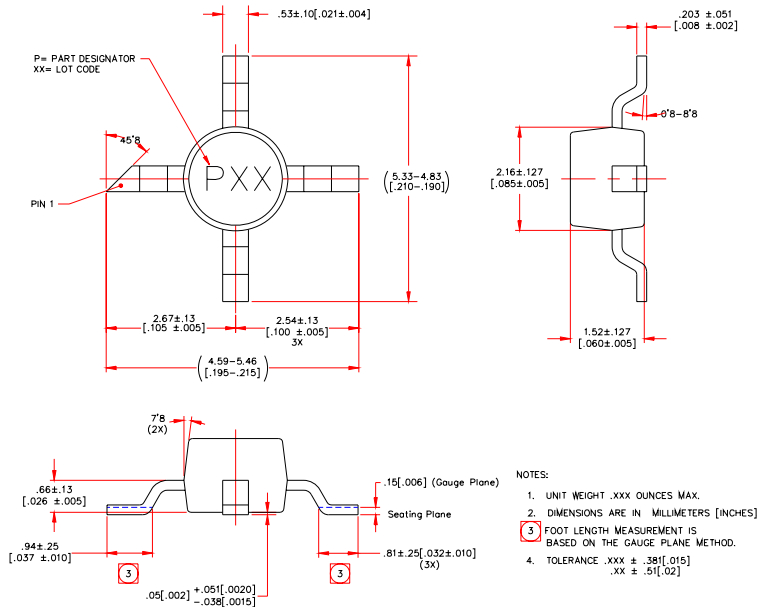 .53±.10[.021±.004]
.203 ±.051
[.008 ±.002]
P= PART DESIGNATOR
XX= LOT CODE
45°8
0°8-8°8
PXX
5.33-4.83
[.210-.190]
2.16±.127
[.085±.005]
PIN 1
2.67±.13
[.105 ±.005]
2.54±.13
[.100 ±.005]
3X
1.52±.127
[.060±.005]
4.59-5.46
[.195-.215]
7°8
(2X)
.66±.13
[.026 ±.005]
.15[.006] (Gauge Plane)
Seating Plane
.94±.25
[.037 ±.010]
.81±.25[.032±.010]
(3X)
3
3
.05[.002] +.051[.0020]
-.038[.0015]
NOTES:
1. UNIT WEIGHT .XXX OUNCES MAX.
2. DIMENSIONS ARE IN MILLIMETERS [INCHES]
3 FOOT LENGTH MEASUREMENT IS
BASED ON THE GAUGE PLANE METHOD.
4. TOLERANCE .XXX ± .381[.015]
.XX ± .51[.02]